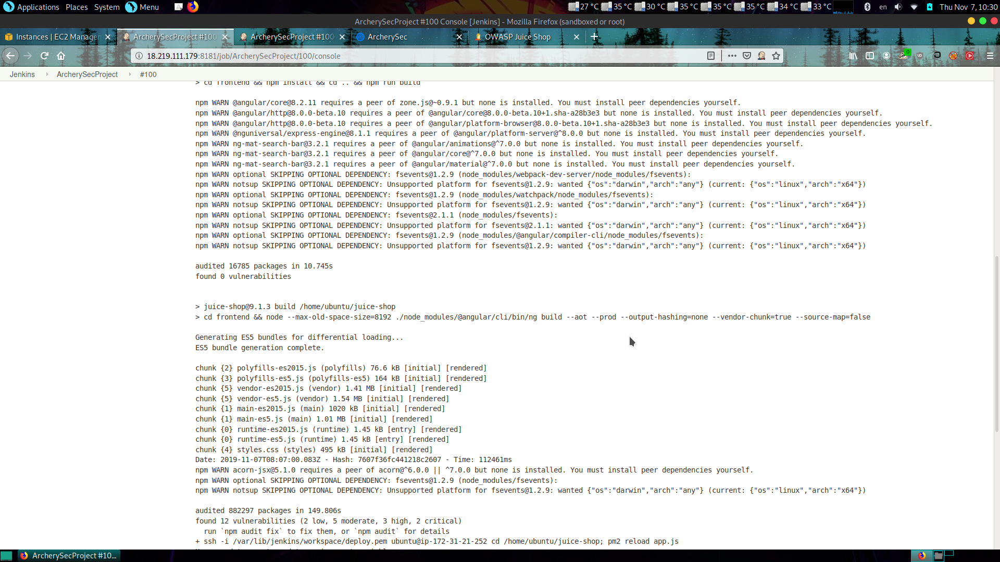 Applications Places System Menu 27 °C 35 °C 30 °C 35 °C 35 °C 35 °C 34 °C 33 °C en Thu Nov 7, 10:30
ArcherySecProject #100 Console [Jenkins] - Mozilla Firefox (sandboxed or root)
Instances | EC2 Manage ArcherySecProject #100 ArcherySecProject #100 ArcherySec OWASP Juice Shop
18.219.111.179:8181/job/ArcherySecProject/100/console 0
Jenkins ArcherySecProject #100
> cd frontend && npm install && cd .. && npm run build
npm WARN @angular/core@8.2.11 requires a peer of zone.js@~0.9.1 but none is installed. You must install peer dependencies yourself.
npm WARN @angular/http@8.0.0-beta.10 requires a peer of @angular/core@8.0.0-beta.10+1.sha-a28b3e3 but none is installed. You must install peer dependencies yourself.
npm WARN @angular/http@8.0.0-beta.10 requires a peer of @angular/platform-browser@8.0.0-beta.10+1.sha-a28b3e3 but none is installed. You must install peer dependencies yourself.
npm WARN @nguniversal/express-engine@8.1.1 requires a peer of @angular/platform-server@^8.0.0 but none is installed. You must install peer dependencies yourself.
npm WARN ng-mat-search-bar@3.2.1 requires a peer of @angular/animations@^7.0.0 but none is installed. You must install peer dependencies yourself.
npm WARN ng-mat-search-bar@3.2.1 requires a peer of @angular/core@^7.0.0 but none is installed. You must install peer dependencies yourself.
npm WARN ng-mat-search-bar@3.2.1 requires a peer of @angular/material@^7.0.0 but none is installed. You must install peer dependencies yourself.
npm WARN optional SKIPPING OPTIONAL DEPENDENCY: fsevents@1.2.9 (node_modules/webpack-dev-server/node_modules/fsevents):
npm WARN notsup SKIPPING OPTIONAL DEPENDENCY: Unsupported platform for fsevents@1.2.9: wanted {"os":"darwin","arch":"any"} (current: {"os":"linux","arch":"x64"})
npm WARN optional SKIPPING OPTIONAL DEPENDENCY: fsevents@1.2.9 (node_modules/watchpack/node_modules/fsevents):
npm WARN notsup SKIPPING OPTIONAL DEPENDENCY: Unsupported platform for fsevents@1.2.9: wanted {"os":"darwin","arch":"any"} (current: {"os":"linux","arch":"x64"})
npm WARN optional SKIPPING OPTIONAL DEPENDENCY: fsevents@2.1.1 (node_modules/fsevents):
npm WARN notsup SKIPPING OPTIONAL DEPENDENCY: Unsupported platform for fsevents@2.1.1: wanted {"os":"darwin","arch":"any"} (current: {"os":"linux","arch":"x64"})
npm WARN optional SKIPPING OPTIONAL DEPENDENCY: fsevents@1.2.9 (node_modules/@angular/compiler-cli/node_modules/fsevents):
npm WARN notsup SKIPPING OPTIONAL DEPENDENCY: Unsupported platform for fsevents@1.2.9: wanted {"os":"darwin","arch":"any"} (current: {"os":"linux","arch":"x64"})
audited 16785 packages in 10.745s
found 0 vulnerabilities
> juice-shop@9.1.3 build /home/ubuntu/juice-shop
> cd frontend && node --max-old-space-size=8192 ./node_modules/@angular/cli/bin/ng build --aot --prod --output-hashing=none --vendor-chunk=true --source-map=false
Generating ES5 bundles for differential loading...
ES5 bundle generation complete.
chunk {2} polyfills-es2015.js (polyfills) 76.6 kB [initial] [rendered]
chunk {3} polyfills-es5.js (polyfills-es5) 164 kB [initial] [rendered]
chunk {5} vendor-es2015.js (vendor) 1.41 MB [initial] [rendered]
chunk {5} vendor-es5.js (vendor) 1.54 MB [initial] [rendered]
chunk {1} main-es2015.js (main) 1020 kB [initial] [rendered]
chunk {1} main-es5.js (main) 1.01 MB [initial] [rendered]
chunk {0} runtime-es2015.js (runtime) 1.45 kB [entry] [rendered]
chunk {0} runtime-es5.js (runtime) 1.45 kB [entry] [rendered]
chunk {4} styles.css (styles) 495 kB [initial] [rendered]
Date: 2019-11-07T08:07:00.083Z - Hash: 7607f36fc441218c2607 - Time: 112461ms
npm WARN acorn-jsx@5.1.0 requires a peer of acorn@^6.0.0 || ^7.0.0 but none is installed. You must install peer dependencies yourself.
npm WARN optional SKIPPING OPTIONAL DEPENDENCY: fsevents@1.2.9 (node_modules/fsevents):
npm WARN notsup SKIPPING OPTIONAL DEPENDENCY: Unsupported platform for fsevents@1.2.9: wanted {"os":"darwin","arch":"any"} (current: {"os":"linux","arch":"x64"})
audited 882297 packages in 149.806s
found 12 vulnerabilities (2 low, 5 moderate, 3 high, 2 critical)
run `npm audit fix` to fix them, or `npm audit` for details
+ ssh -i /var/lib/jenkins/workspace/deploy.pem ubuntu@ip-172-31-21-252 cd /home/ubuntu/juice-shop; pm2 reload app.js
ArcherySecProject #10...